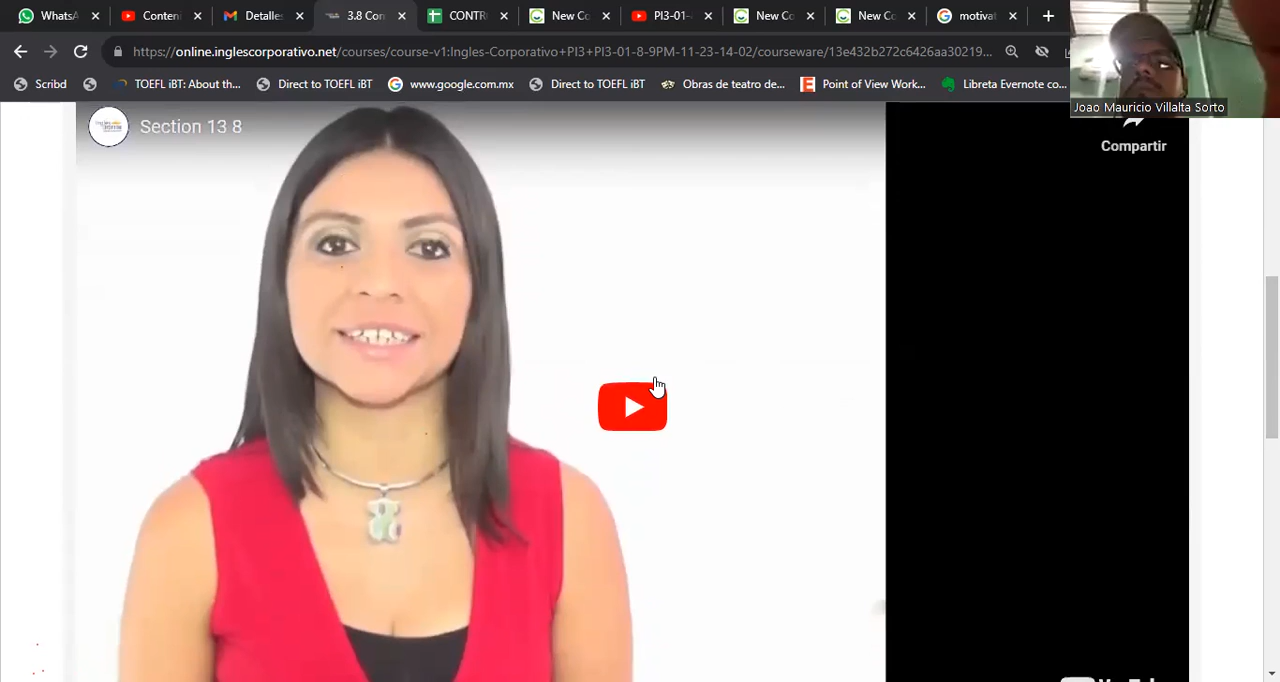 WhatsA
Conten
Detalles
3.8 Co
CONTR
New Co
PI3-01-
New Co
New Co
motivat
https://online.inglescorporativo.net/courses/course-v1:Ingles-Corporativo+PI3+PI3-01-8-9PM-11-23-14-02/courseware/13e432b272c6426aa30219...
Scribd
TOEFL iBT: About th...
Direct to TOEFL iBT
www.google.com.mx
Direct to TOEFL iBT
Obras de teatro de...
Point of View Work...
Libreta Evernote co...
Joao Mauricio Villalta Sorto
Section 13 8
Compartir